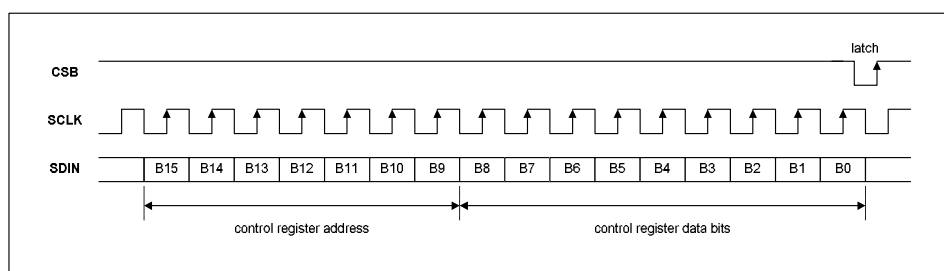 latch
CSB
SCLK
SDIN B15 B14 B13 B12 B11 B10 B9 B8 B7 B6 B5 B4 B3 B2 B1 B0
control register address control register data bits